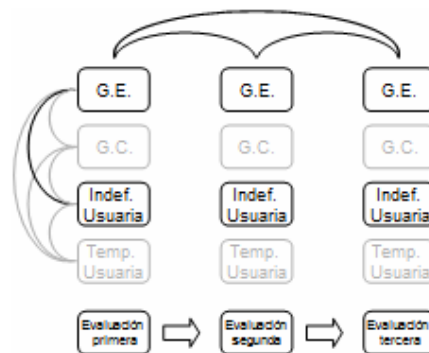 G.E. G.E. G.E.
G.C. G.C. G.C.
Indef. Indef. Indef.
Usuaria Usuaria Usuaria
Temp. Temp. Temp.
Usuaria Usuaria Usuaria
Evaluación Evaluación Evaluación
primera segunda tercera